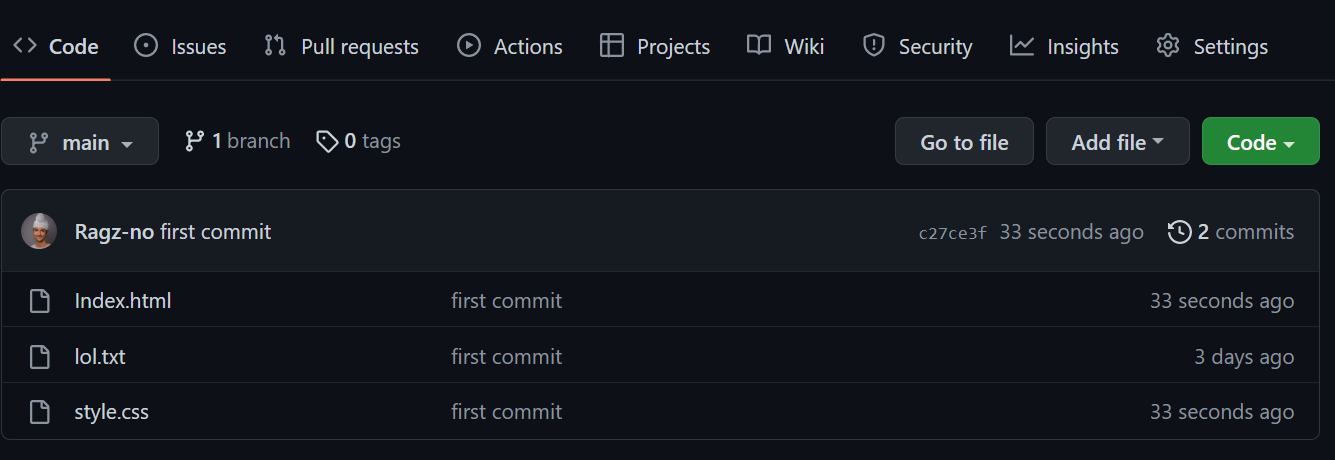 Code Issues Pull requests Actions Projects Wiki Security Insights Settings
main 1 branch 0 tags Go to file Add file Code
Ragz-no first commit c27ce3f 33 seconds ago 2 commits
Index.html first commit 33 seconds ago
lol.txt first commit 3 days ago
style.css first commit 33 seconds ago